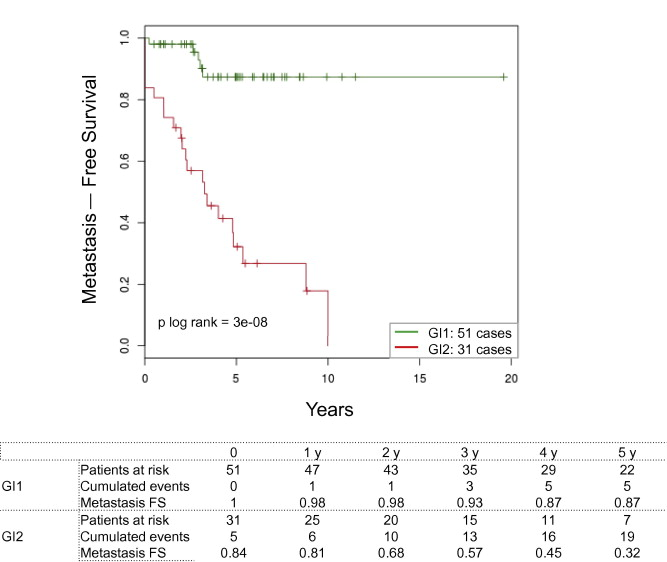 Metastasis — Free Survival
1.0
0.8
0.6
0.4
0.2
0.0
p log rank = 3e-08
GI1: 51 cases
GI2: 31 cases
0 5 10 15 20
Years
0 1 y 2 y 3 y 4 y 5 y
Patients at risk 51 47 43 35 29 22
GI1 Cumulated events 0 1 1 3 5 5
Metastasis FS 1 0.98 0.98 0.93 0.87 0.87
Patients at risk 31 25 20 15 11 7
GI2 Cumulated events 5 6 10 13 16 19
Metastasis FS 0.84 0.81 0.68 0.57 0.45 0.32